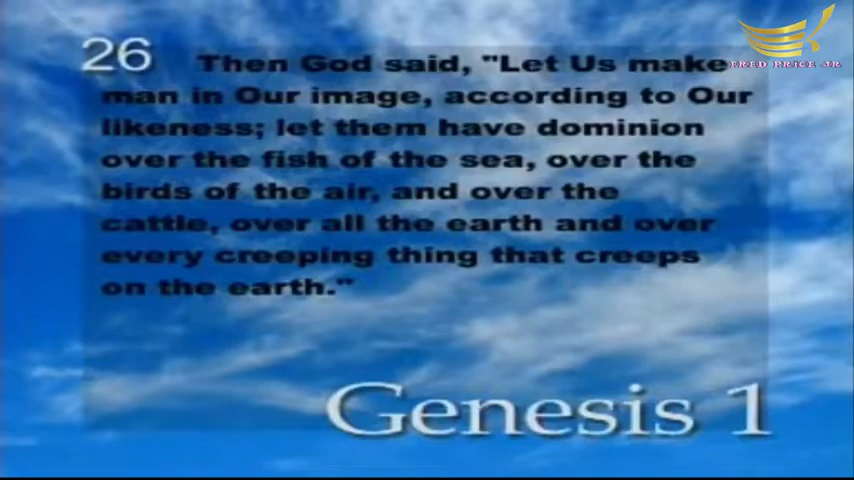 26 Then God said, "Let Us make
man in Our image, according to Our
likeness; let them have dominion
over the fish of the sea, over the
birds of the air, and over the
cattle, over all the earth and over
every creeping thing that creeps
on the earth."
Genesis 1
FRED PRICE JR.